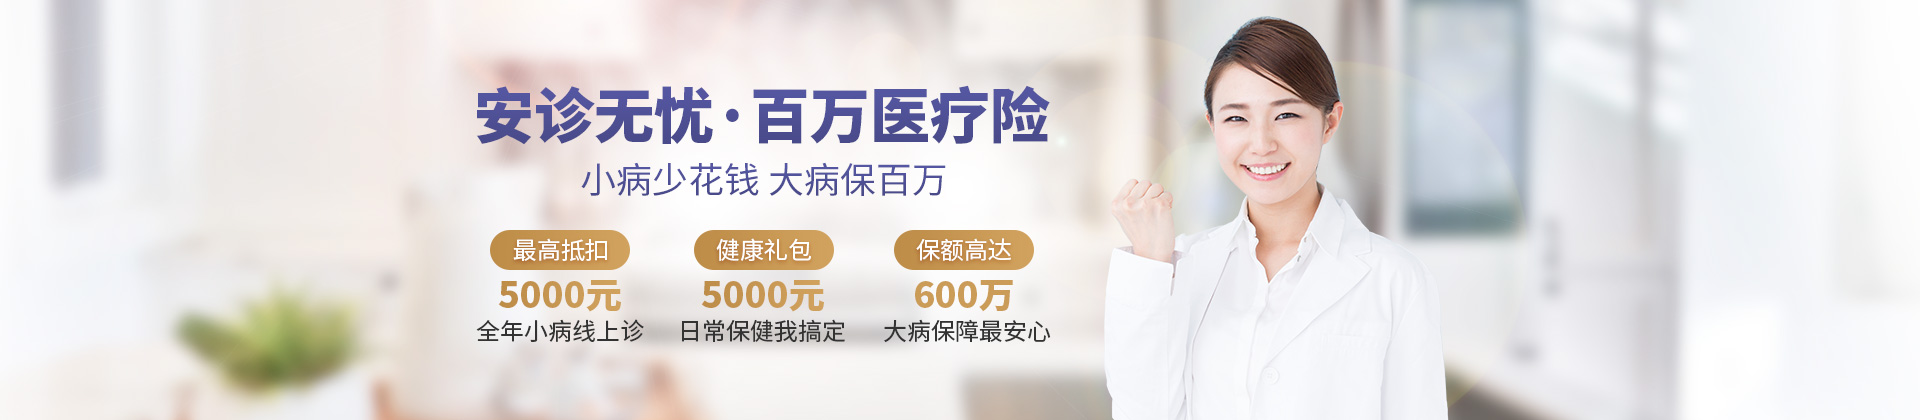 安诊无忧·百万医疗险
小病少花钱 大病保百万
最高抵扣 健康礼包 保额高达
5000元 5000元 600万
全年小病线上诊 日常保健我搞定 大病保障最安心